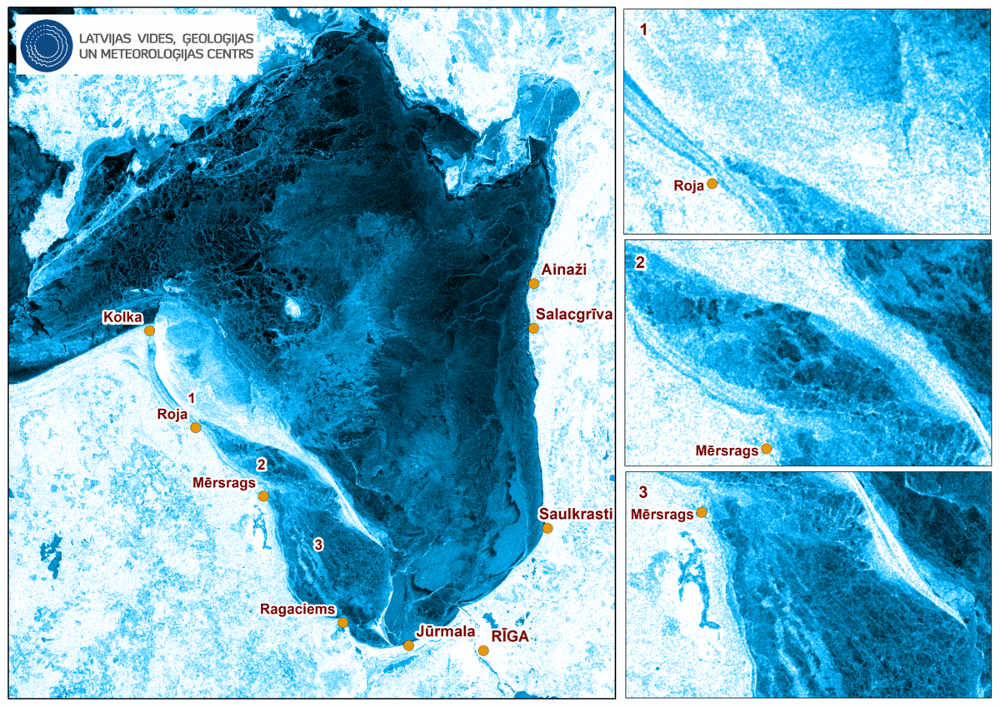 LATVIJAS VIDES, ĢEOLOĢIJAS
UN METEOROLOĢIJAS CENTRS
Ainaži
Salacgrīva
Kolka
1
Roja
2
Mērsrags
Saulkrasti
3
Ragaciems
Jūrmala
RĪGA
1
Roja
2
Mērsrags
3
Mērsrags